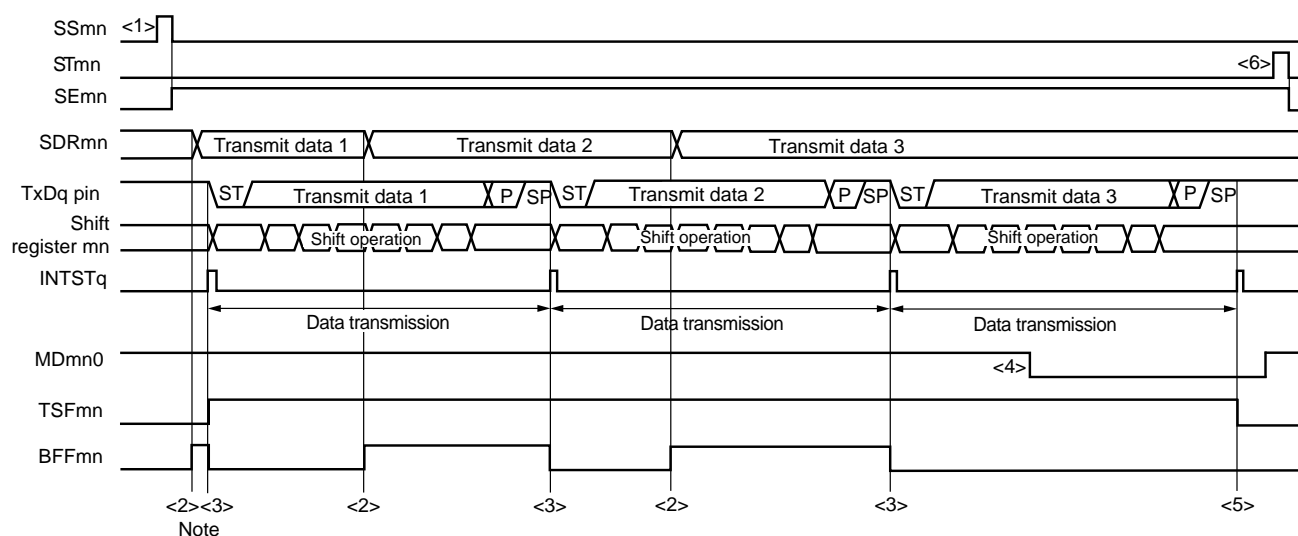 SSmn <1>
STmn <6>
SEmn
SDRmn Transmit data 1 Transmit data 2 Transmit data 3
TxDq pin ST Transmit data 1 P SP ST Transmit data 2 P SP ST Transmit data 3 P SP
Shift
register mn Shift operation Shift operation Shift operation
INTSTq
Data transmission Data transmission Data transmission
MDmn0 <4>
TSFmn
BFFmn
<2><3> <2> <3> <2> <3> <5>
Note